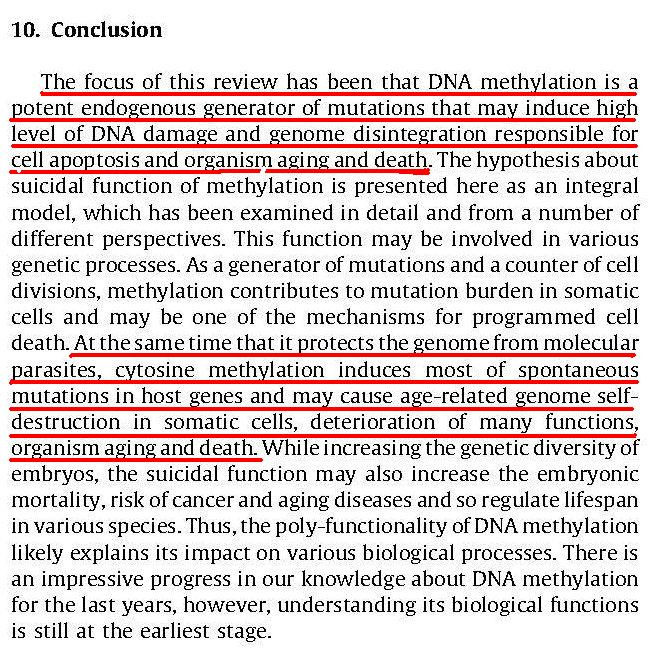 10. Conclusion
The focus of this review has been that DNA methylation is a
potent endogenous generator of mutations that may induce high
level of DNA damage and genome disintegration responsible for
cell apoptosis and organism aging and death. The hypothesis about
suicidal function of methylation is presented here as an integral
model, which has been examined in detail and from a number of
different perspectives. This function may be involved in various
genetic processes. As a generator of mutations and a counter of cell
divisions, methylation contributes to mutation burden in somatic
cells and may be one of the mechanisms for programmed cell
death. At the same time that it protects the genome from molecular
parasites, cytosine methylation induces most of spontaneous
mutations in host genes and may cause age-related genome self-
destruction in somatic cells, deterioration of many functions,
organism aging and death. While increasing the genetic diversity of
embryos, the suicidal function may also increase the embryonic
mortality, risk of cancer and aging diseases and so regulate lifespan
in various species. Thus, the poly-functionality of DNA methylation
likely explains its impact on various biological processes. There is
an impressive progress in our knowledge about DNA methylation
for the last years, however, understanding its biological functions
is still at the earliest stage.